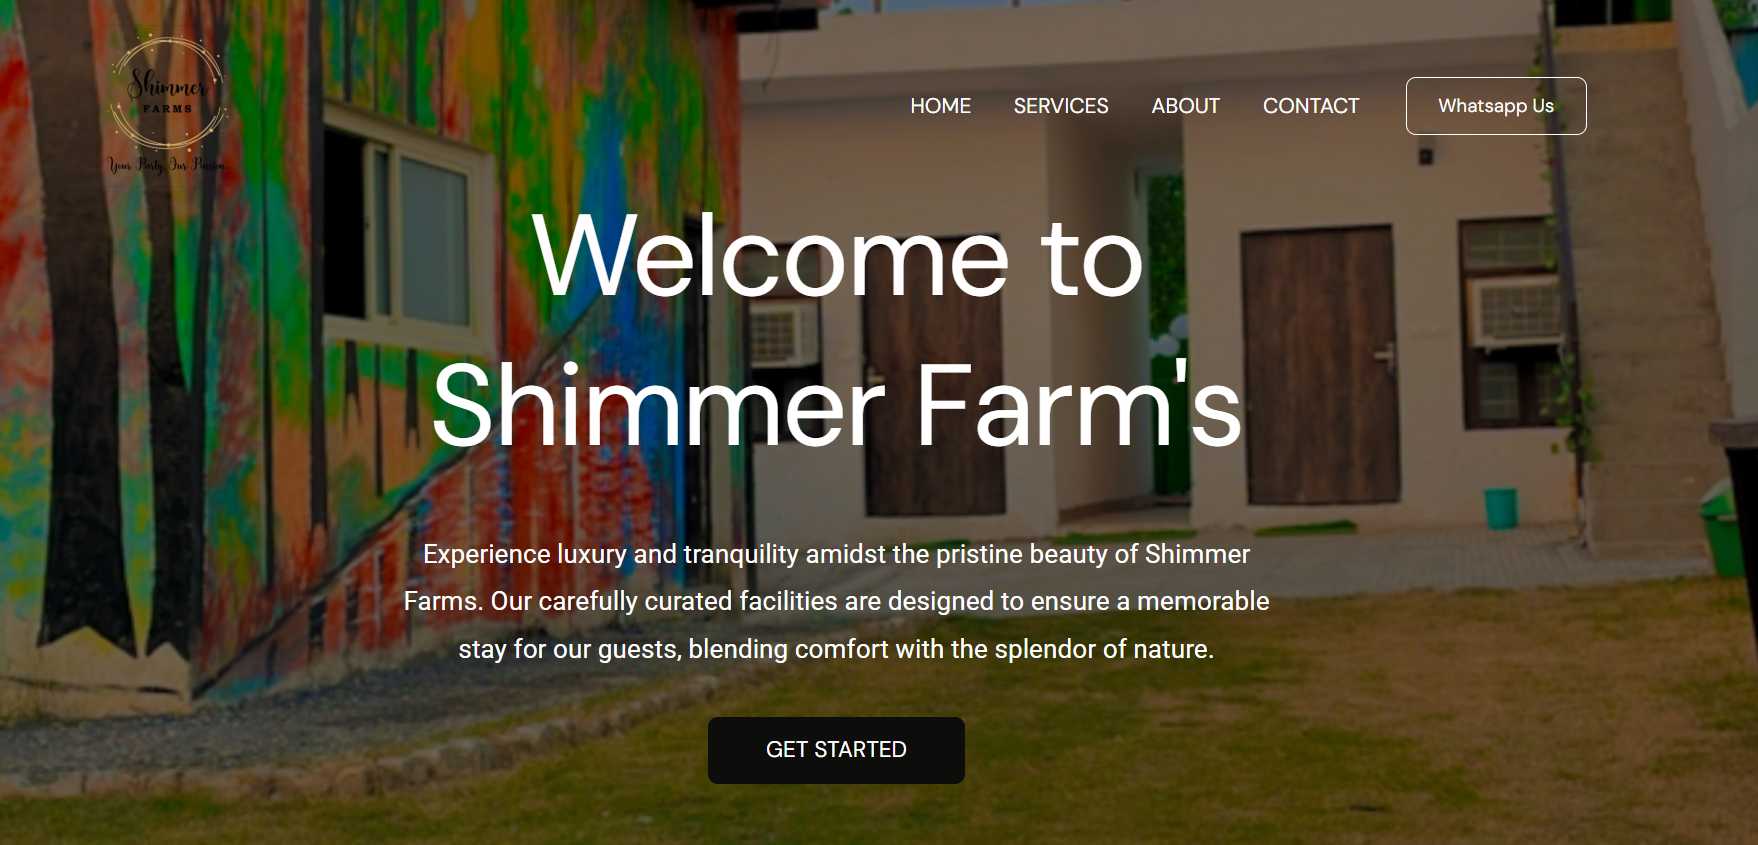 Shimmer
FARMS
Your Party, Our Passion
HOME SERVICES ABOUT CONTACT Whatsapp Us
Welcome to
Shimmer Farm's
Experience luxury and tranquility amidst the pristine beauty of Shimmer
Farms. Our carefully curated facilities are designed to ensure a memorable
stay for our guests, blending comfort with the splendor of nature.
GET STARTED